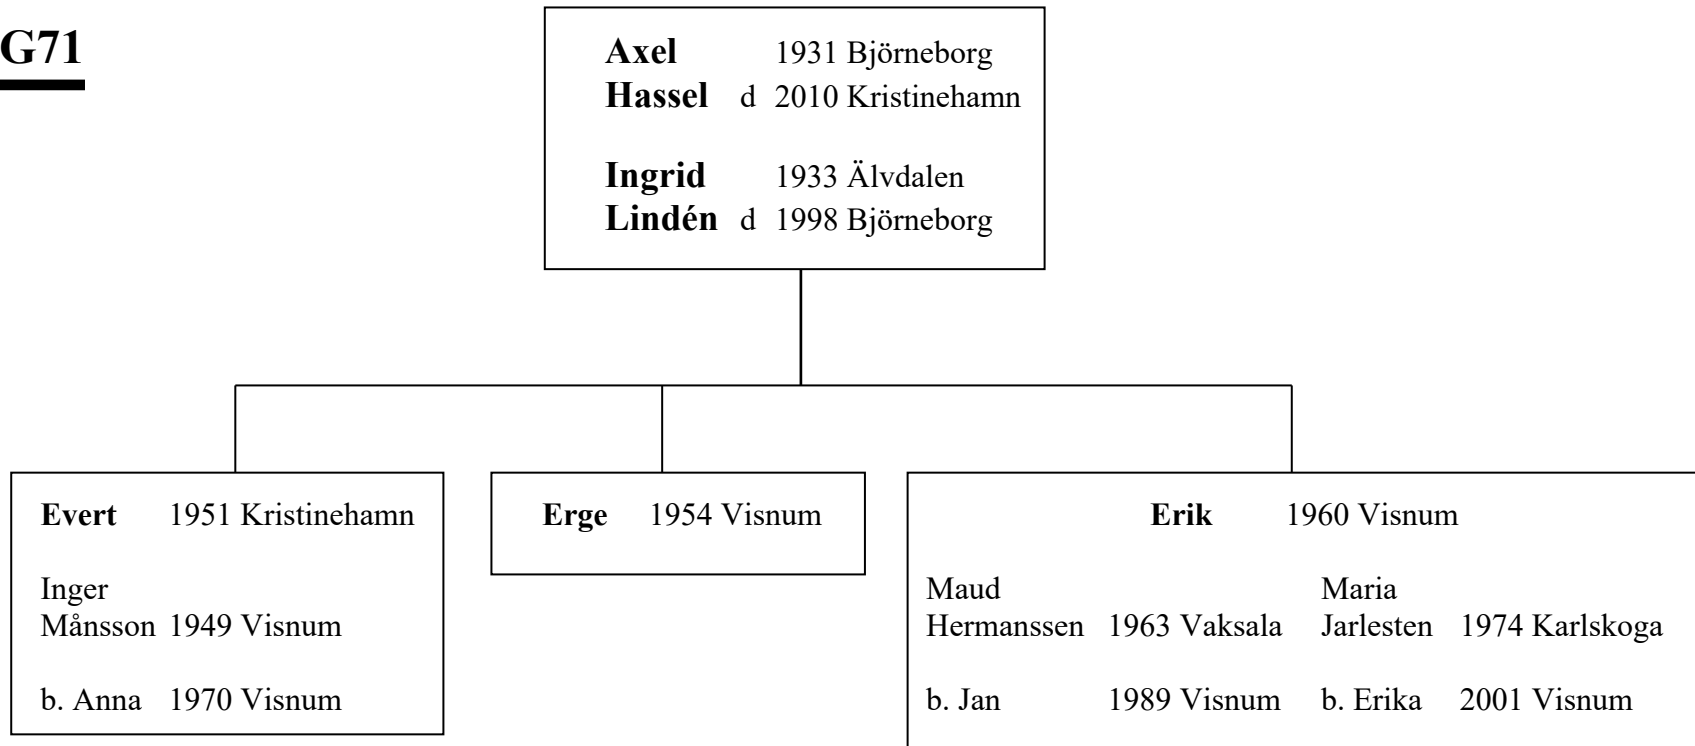 G71
Axel 1931 Björneborg
Hassel d 2010 Kristinehamn
Ingrid 1933 Älvdalen
Lindén d 1998 Björneborg
Evert 1951 Kristinehamn
Inger
Månsson 1949 Visnum
b. Anna 1970 Visnum
Erge 1954 Visnum
Erik 1960 Visnum
Maud
Hermanssen 1963 Vaksala
b. Jan 1989 Visnum
Maria
Jarlesten 1974 Karlskoga
b. Erika 2001 Visnum